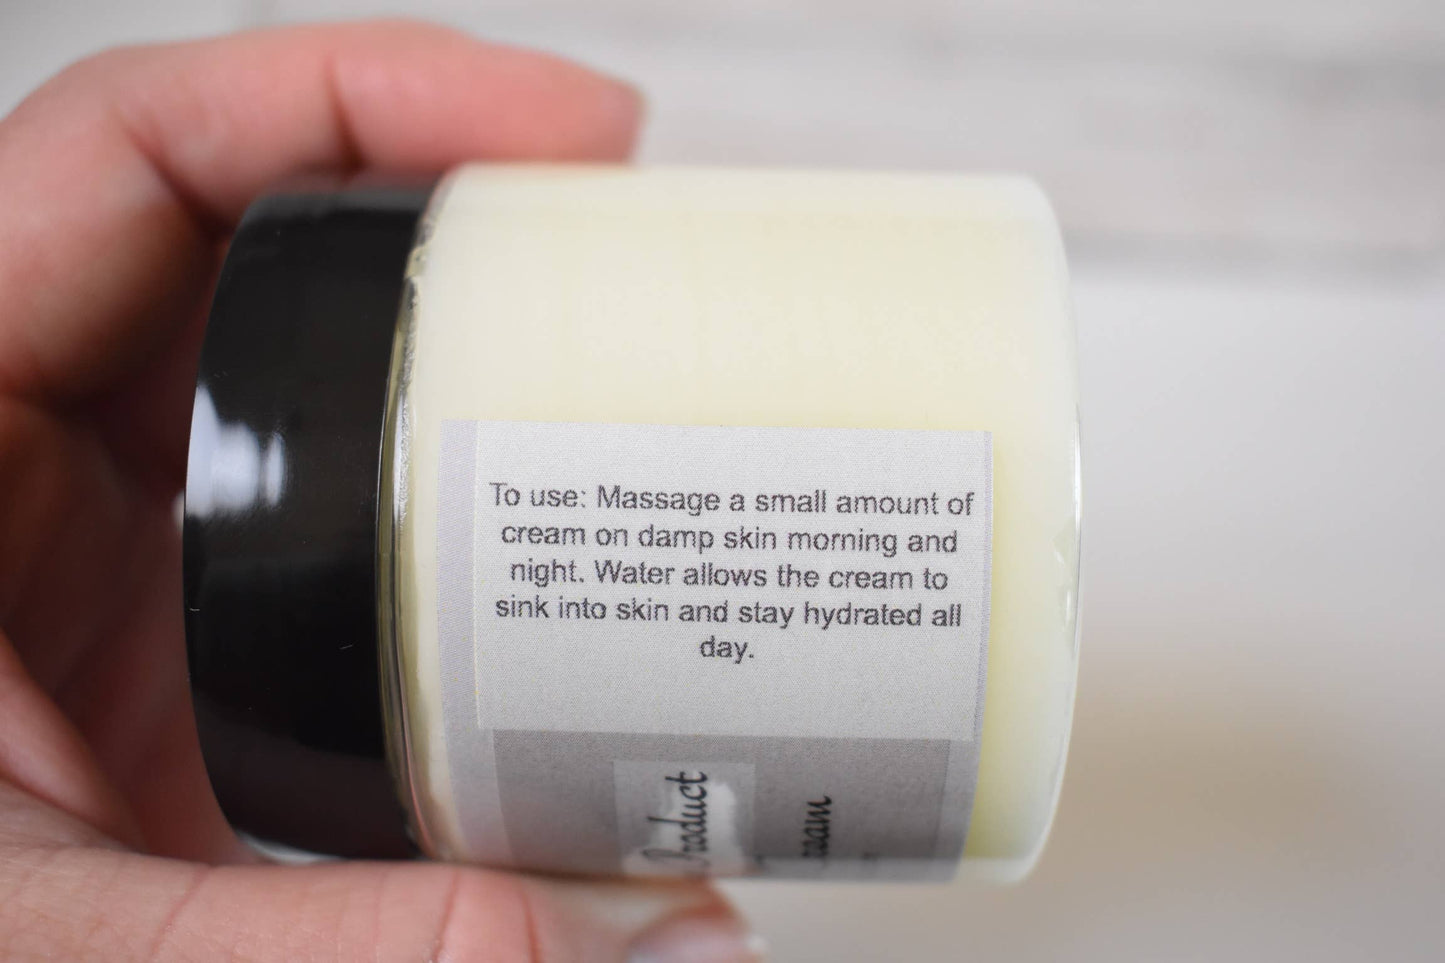 To use: Massage a small amount of
cream on damp skin morning and
night. Water allows the cream to
sink into skin and stay hydrated all
day.
Product